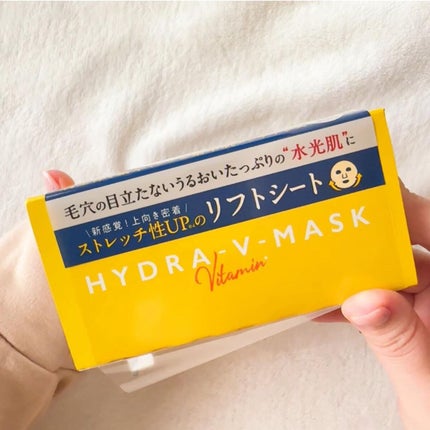 毛穴の目立たないうるおいたっぷりの“水光肌”に
\新感覚!上向き密着/
ストレッチ性UP※の リフトシート
HYDRA-V-MASK
Vitamin